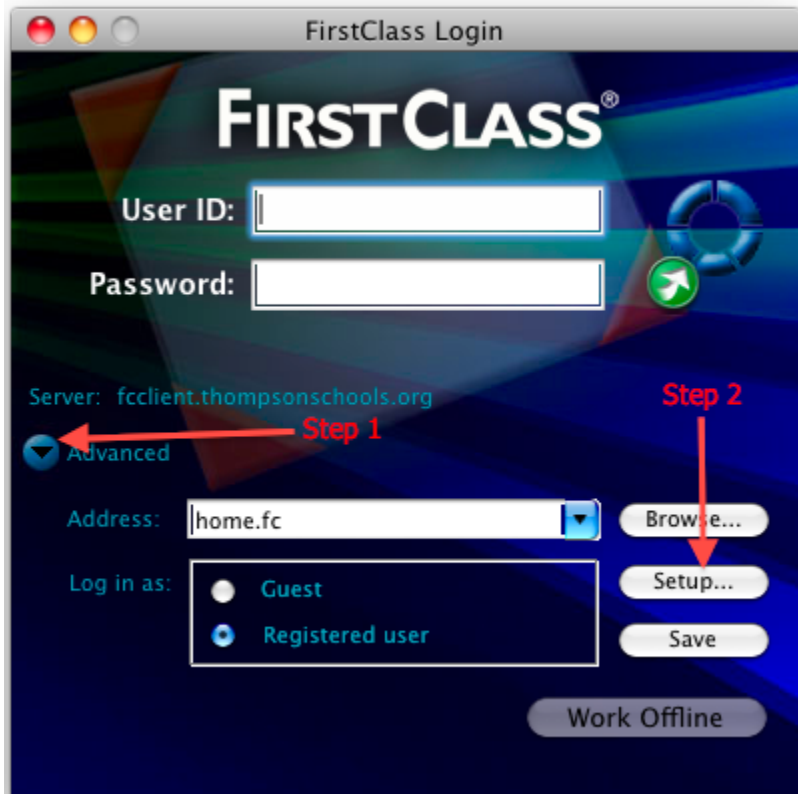 FirstClass Login
FIRSTCLASS®
User ID:
Password:
Server: fcclient.thompsonschools.org
Step 2
Step 1
Advanced
Address: home.fc Browse...
Log in as: Guest Setup...
Registered user Save
Work Offline